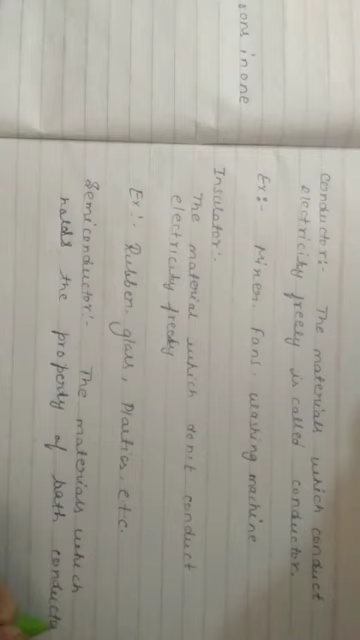 sons in one
Conductor:- The materials which conduct
electricity freely is called conductor.
Ex:- Mixer. Fans, washing machine
Insulator:-
The material which don't conduct
electricity freely
Ex:- Rubber. glass, Plastics, e.t.c.
Semiconductor:- The materials which
holds the property of both conducto